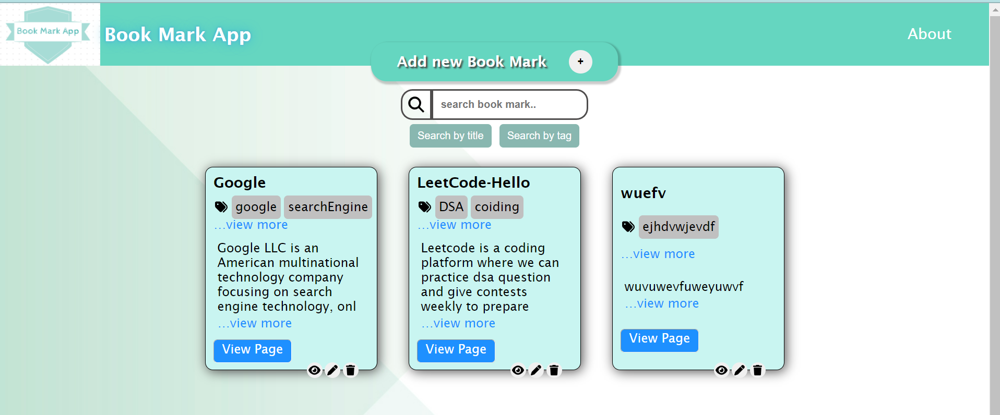 Book Mark App
Book Mark App
About
Add new Book Mark +
search book mark..
Search by title Search by tag
Google
google searchEngine
...view more
Google LLC is an
American multinational
technology company
focusing on search
engine technology, onl
...view more
View Page
LeetCode-Hello
DSA coiding
...view more
Leetcode is a coding
platform where we can
practice dsa question
and give contests
weekly to prepare
...view more
View Page
wuefv
ejhdvwjevdf
...view more
wuvuwevfuweyuwvf
...view more
View Page